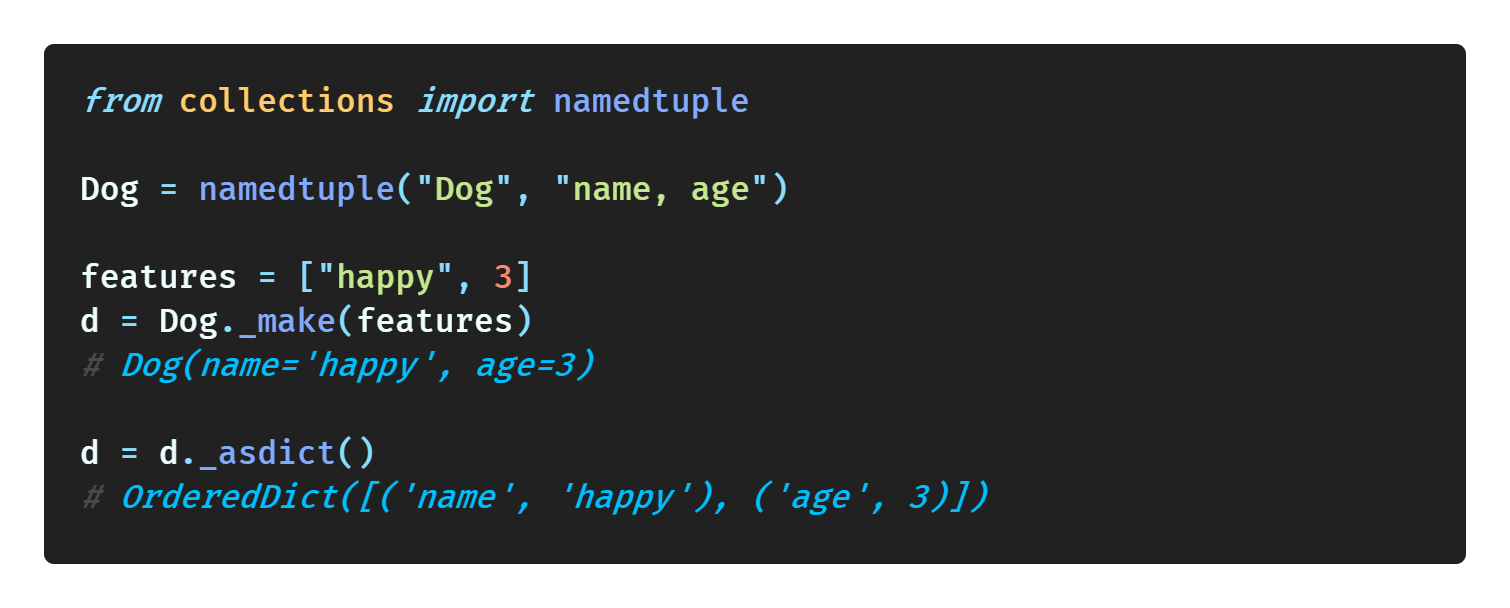 from collections import namedtuple
Dog = namedtuple("Dog", "name, age")
features = ["happy", 3]
d = Dog._make(features)
# Dog(name='happy', age=3)
d = d._asdict()
# OrderedDict([('name', 'happy'), ('age', 3)])